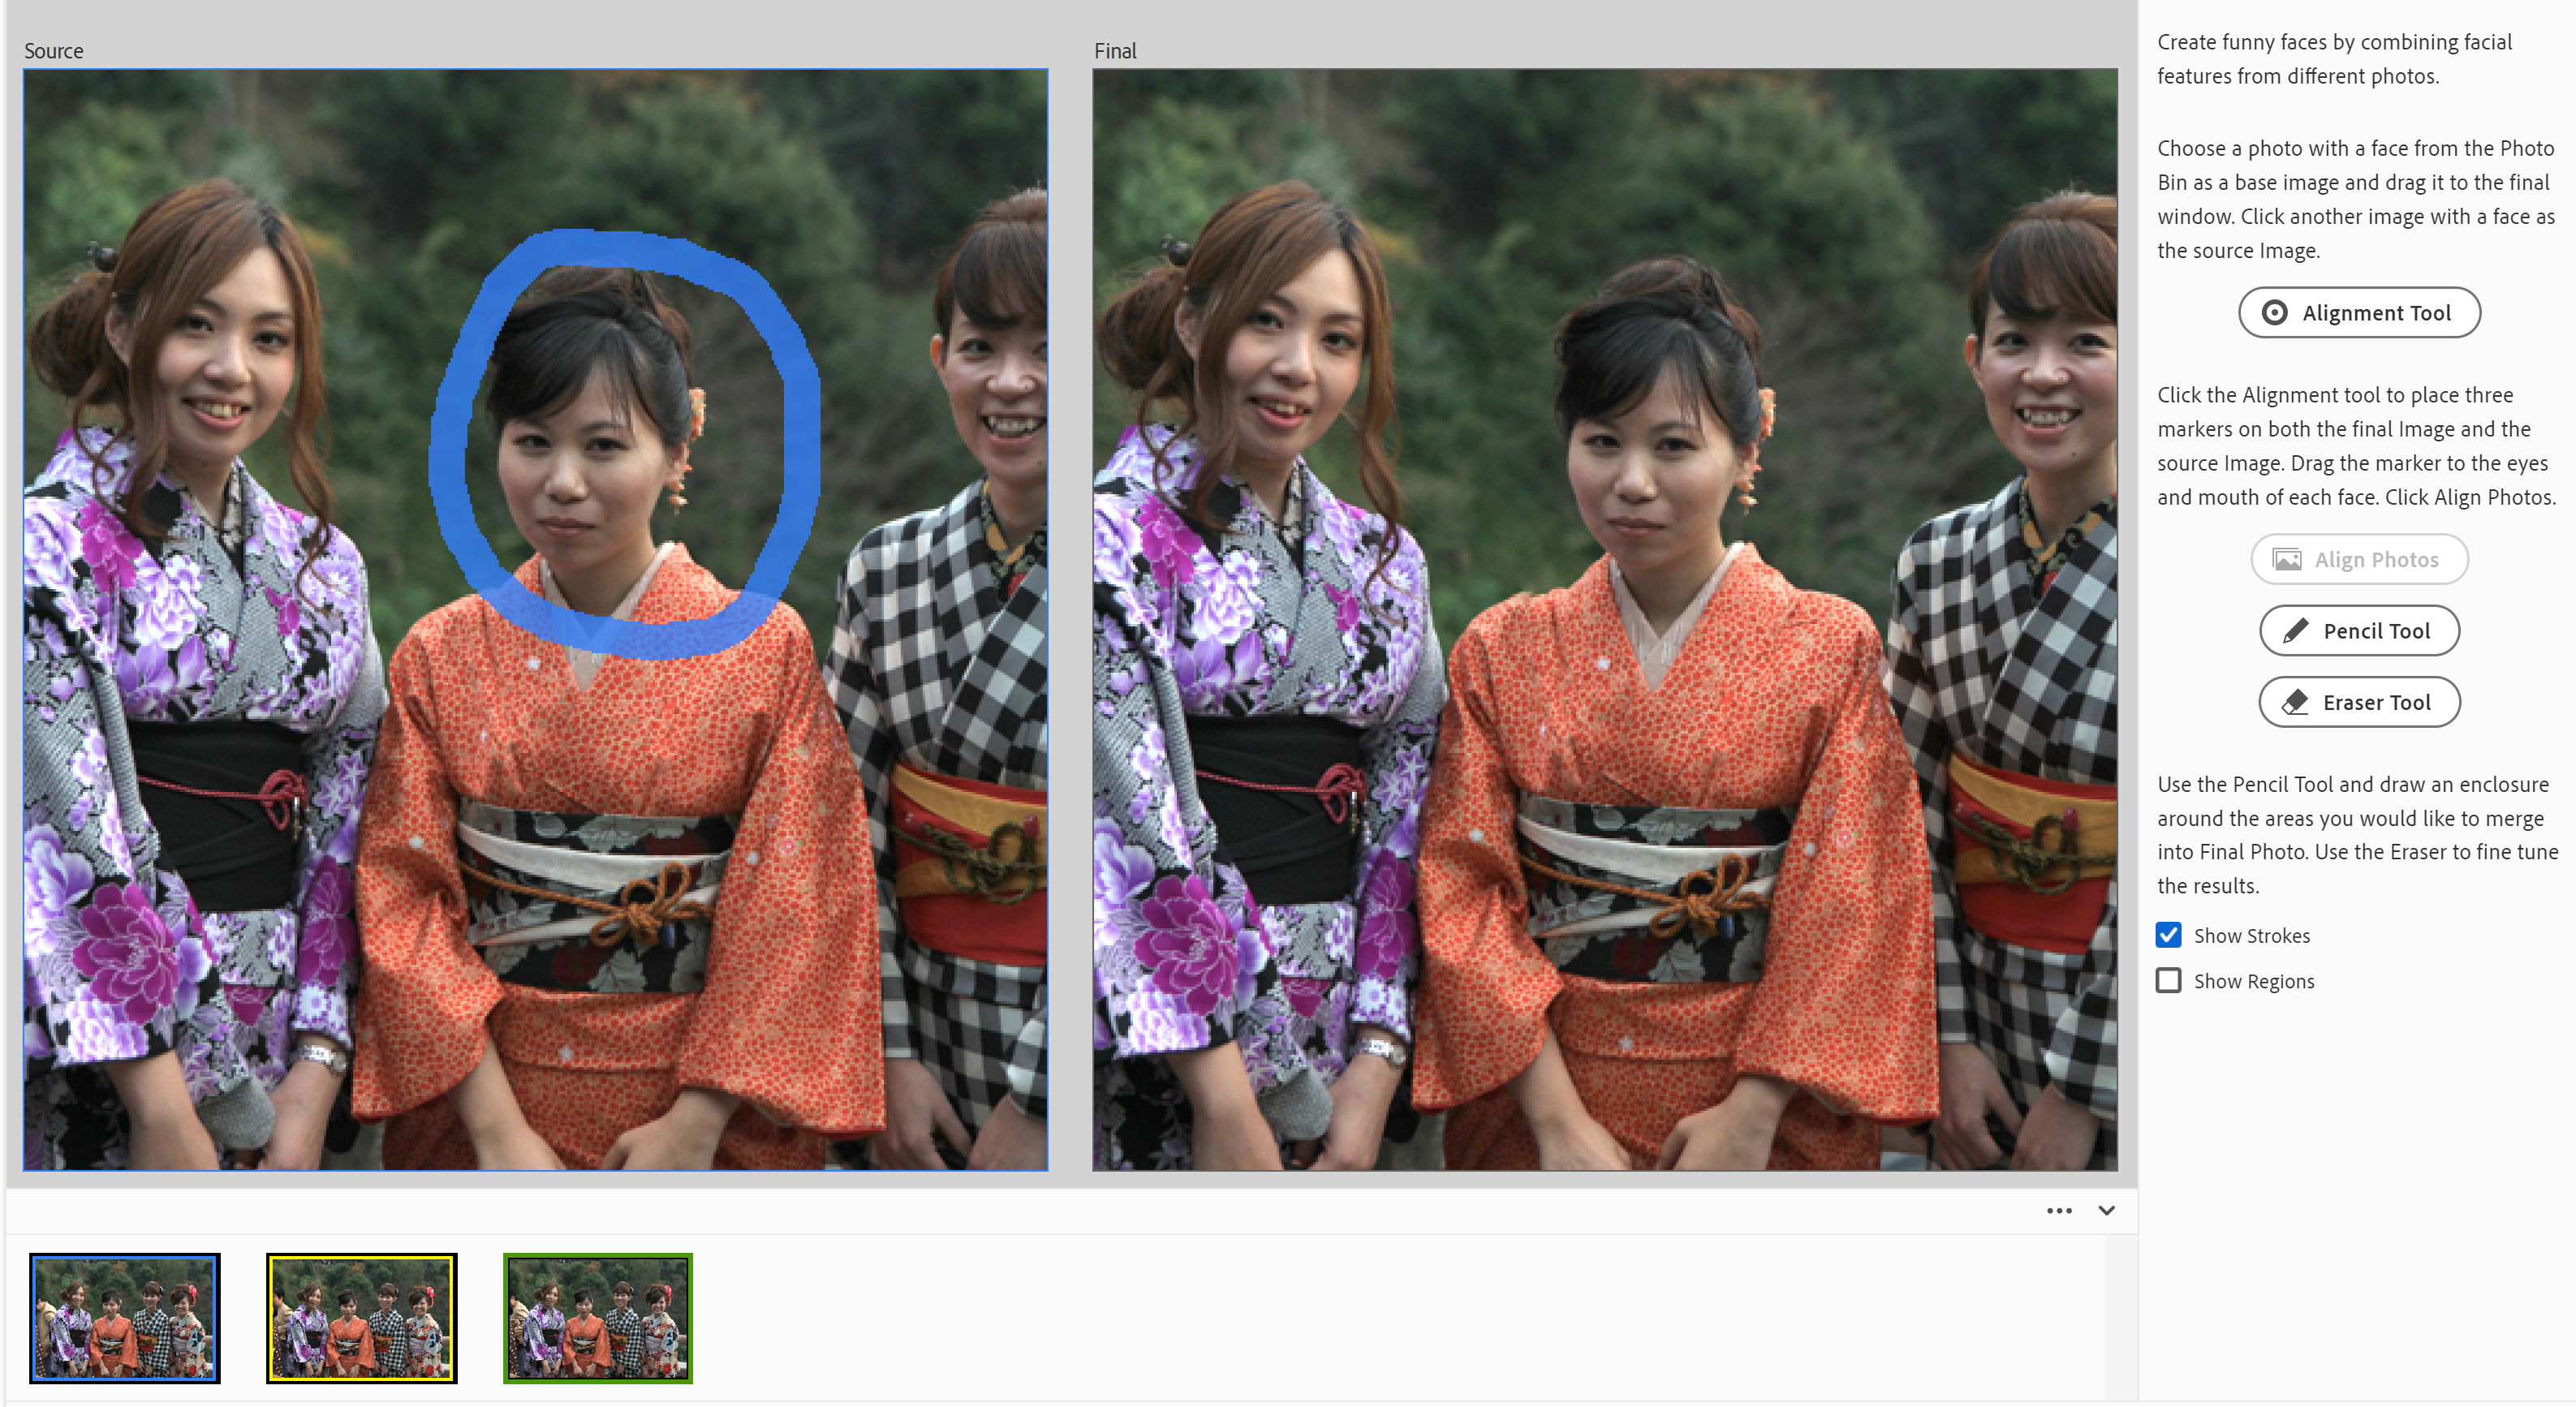 Source
Final
Create funny faces by combining facial
features from different photos.
Choose a photo with a face from the Photo
Bin as a base image and drag it to the final
window. Click another image with a face as
the source Image.
Alignment Tool
Click the Alignment tool to place three
markers on both the final Image and the
source Image. Drag the marker to the eyes
and mouth of each face. Click Align Photos.
Align Photos
Pencil Tool
Eraser Tool
Use the Pencil Tool and draw an enclosure
around the areas you would like to merge
into Final Photo. Use the Eraser to fine tune
the results.
Show Strokes
Show Regions